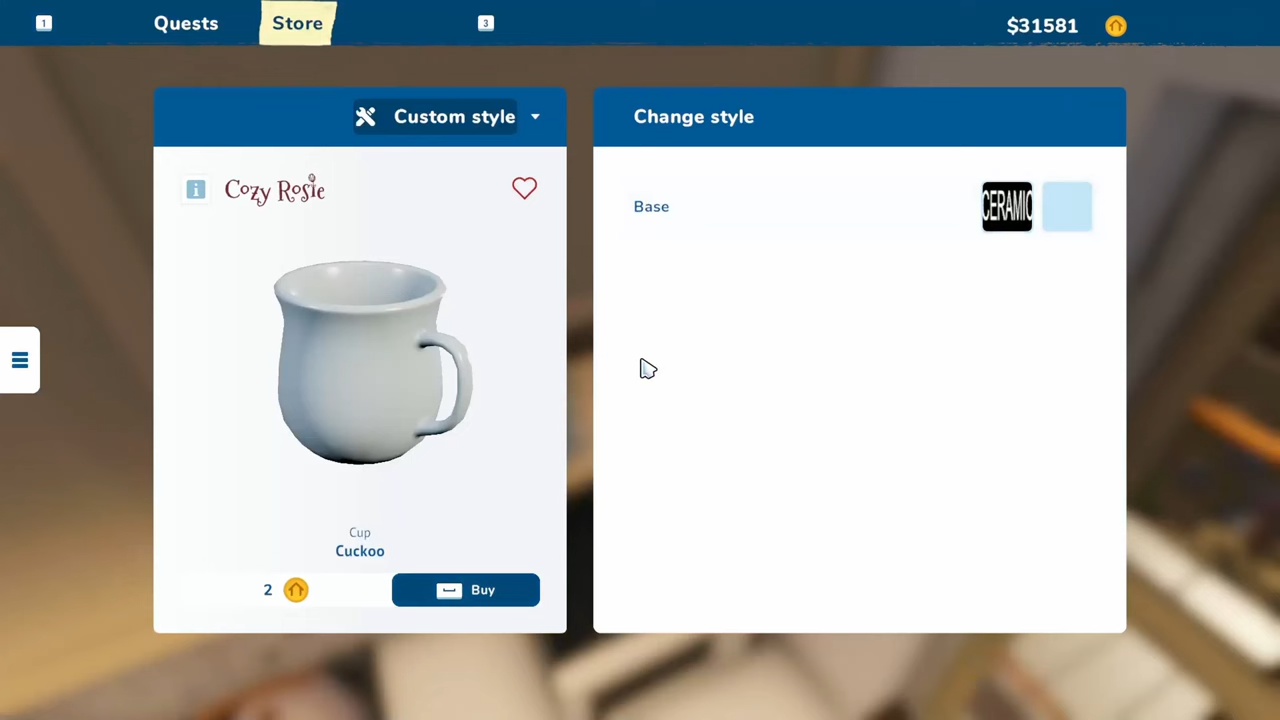 1
Quests
Store
3
$31581
Custom style
Change style
i
Cozy Rosie
Base
CERAMIC
Cup
Cuckoo
2
Buy